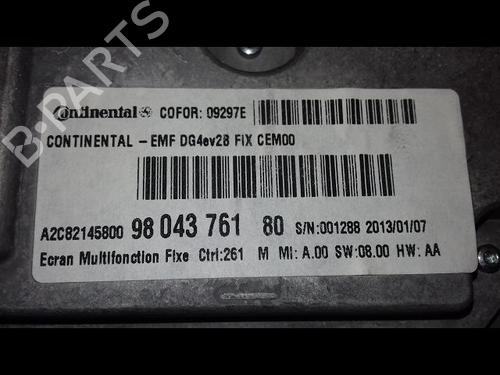 B-PARTS
Continental COFOR: 09297E
CONTINENTAL - EMF DG4ev2B FIX CEM00
A2C82145800 98 043 761 80 S/N:001288 2013/01/07
Ecran Multifonction Fixe Ctrl:261 M MI: A.00 SW:08.00 HW: AA